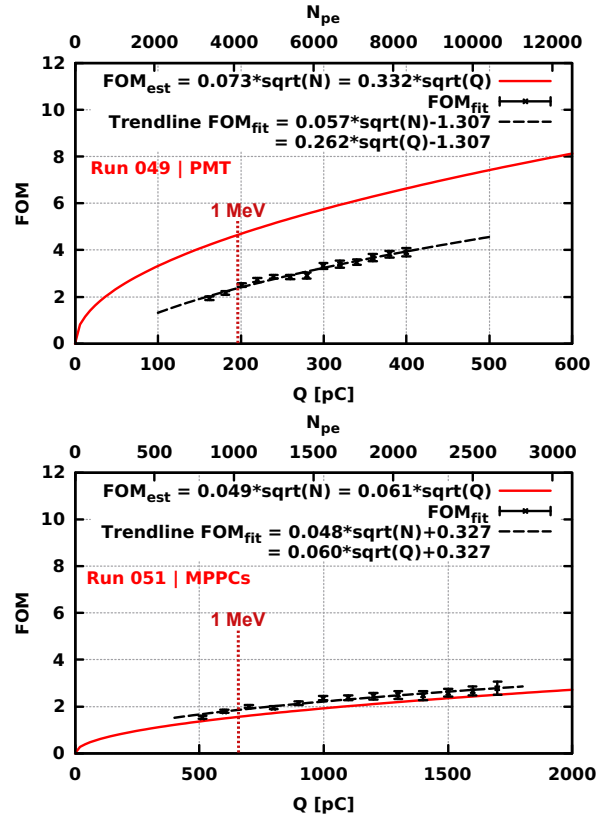 N_pe
0 2000 4000 6000 8000 10000 12000
12
10
8
6
4
2
0
FOM
FOM_est = 0.073*sqrt(N) = 0.332*sqrt(Q)
FOM_fit
Trendline FOM_fit = 0.057*sqrt(N)-1.307
= 0.262*sqrt(Q)-1.307
Run 049 | PMT
1 MeV
0 100 200 300 400 500 600
Q [pC]
N_pe
0 500 1000 1500 2000 2500 3000
12
10
8
6
4
2
0
FOM
FOM_est = 0.049*sqrt(N) = 0.061*sqrt(Q)
FOM_fit
Trendline FOM_fit = 0.048*sqrt(N)+0.327
= 0.060*sqrt(Q)+0.327
Run 051 | MPPCs
1 MeV
0 500 1000 1500 2000
Q [pC]